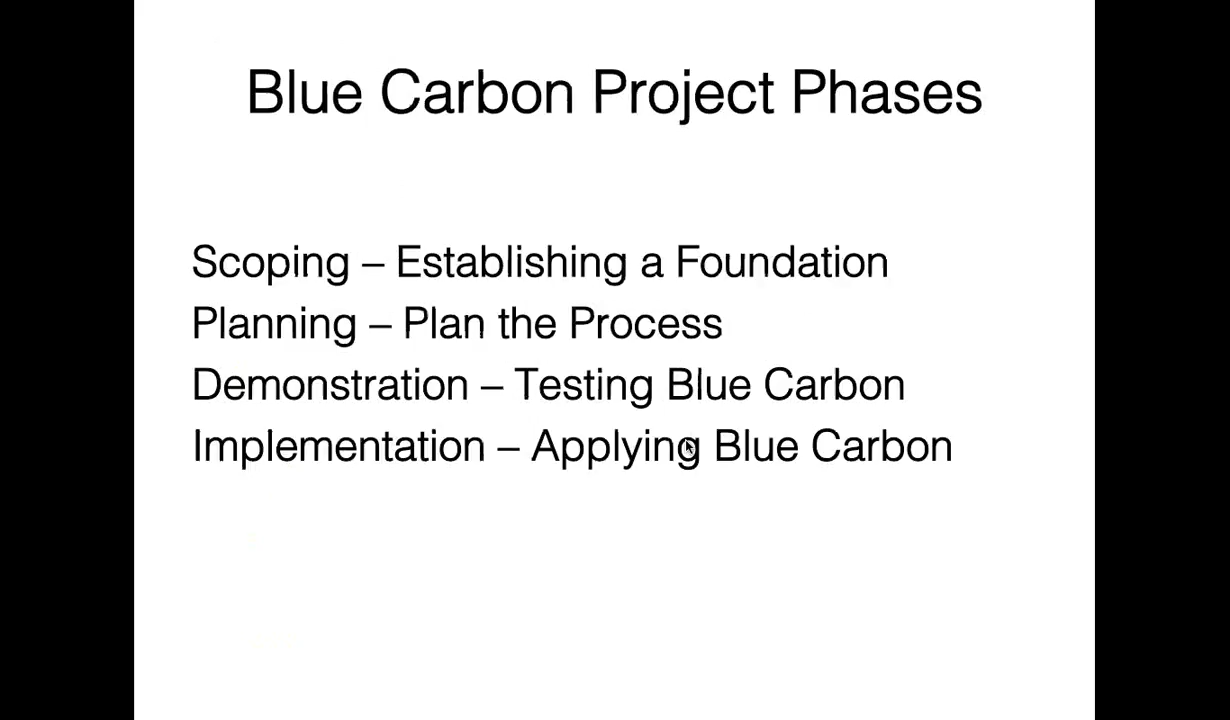 Blue Carbon Project Phases
Scoping – Establishing a Foundation
Planning – Plan the Process
Demonstration – Testing Blue Carbon
Implementation – Applying Blue Carbon